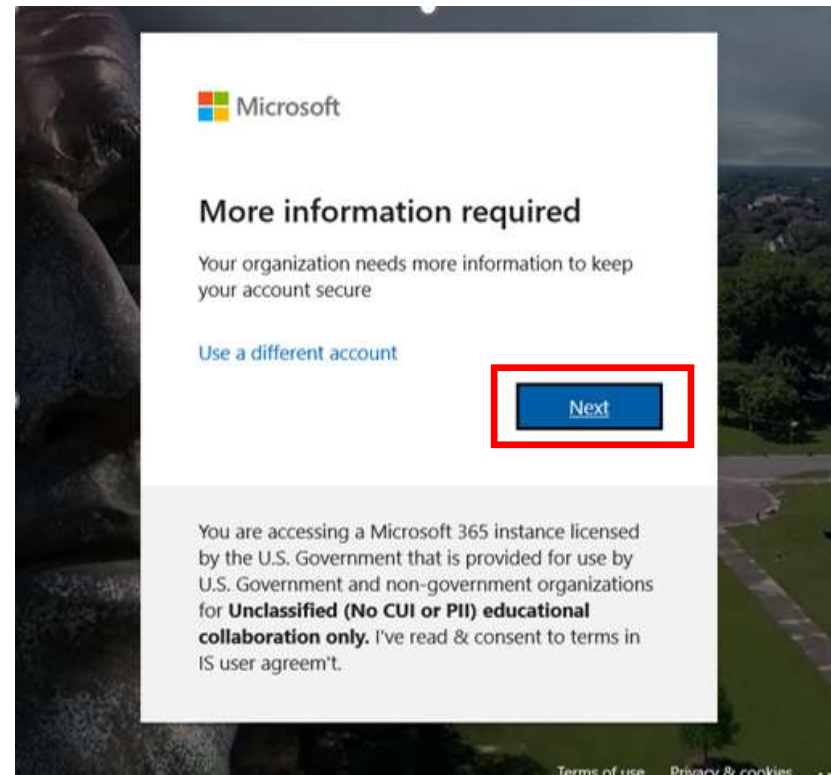 Microsoft
More information required
Your organization needs more information to keep
your account secure
Use a different account
Next
You are accessing a Microsoft 365 instance licensed
by the U.S. Government that is provided for use by
U.S. Government and non-government organizations
for Unclassified (No CUI or PII) educational
collaboration only. I've read & consent to terms in
IS user agreem't.
Terms of use Privacy & cookies